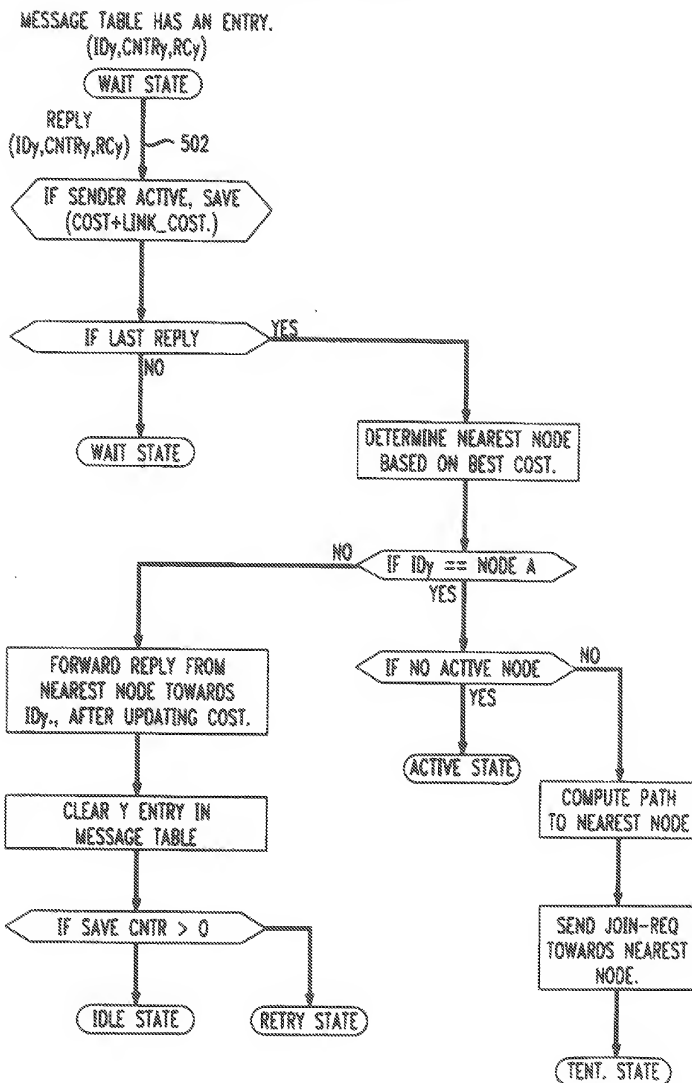 MESSAGE TABLE HAS AN ENTRY.
(IDy,CNTRy,RCy)
WAIT STATE
REPLY
(IDy,CNTRy,RCy)
502
IF SENDER ACTIVE, SAVE
(COST+LINK_COST.)
IF LAST REPLY
YES
NO
WAIT STATE
DETERMINE NEAREST NODE
BASED ON BEST COST.
IF IDy == NODE A
NO
YES
FORWARD REPLY FROM
NEAREST NODE TOWARDS
IDy., AFTER UPDATING COST.
IF NO ACTIVE NODE
NO
YES
ACTIVE STATE
CLEAR Y ENTRY IN
MESSAGE TABLE
COMPUTE PATH
TO NEAREST NODE
IF SAVE CNTR > 0
SEND JOIN-REQ
TOWARDS NEAREST
NODE.
IDLE STATE
RETRY STATE
TENT. STATE